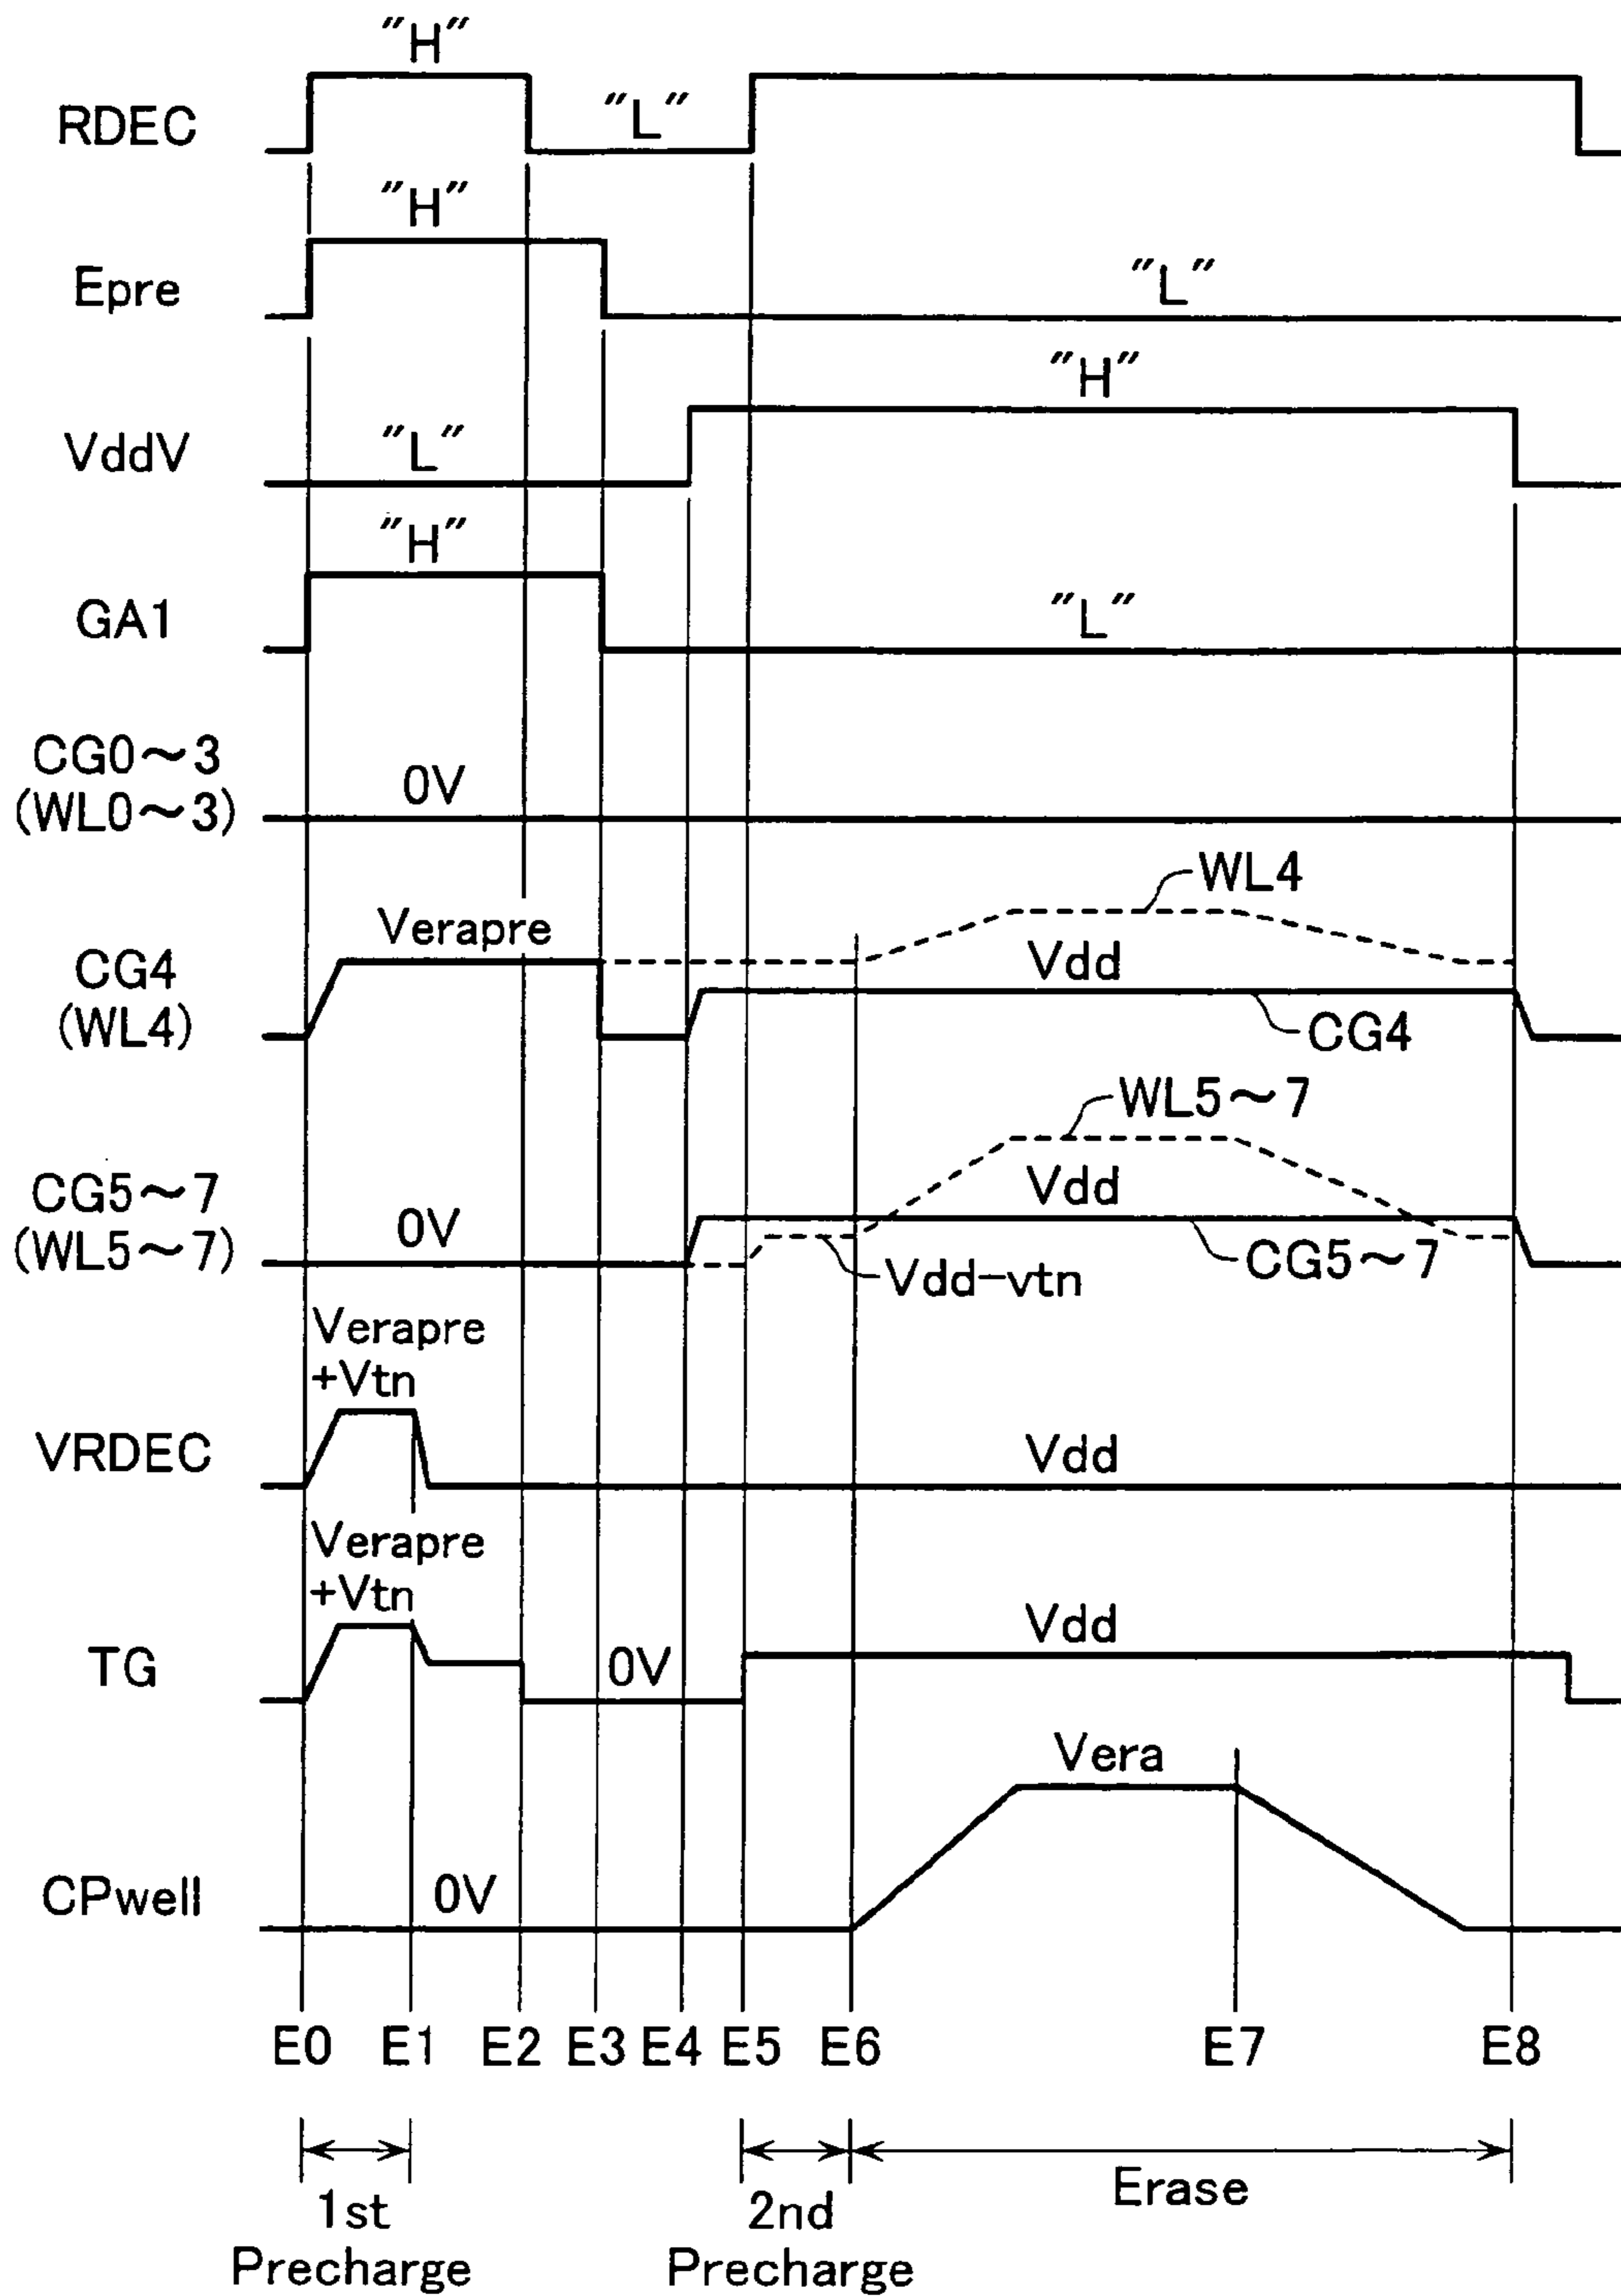 "H"
RDEC
"L"
"H"
Epre
"L"
"H"
VddV
"L"
"H"
GA1
"L"
CG0～3
(WL0～3)
0V
WL4
Verapre
CG4
(WL4)
Vdd
CG4
WL5～7
CG5～7
(WL5～7)
0V
Vdd
Vdd-vtn
CG5～7
Verapre
+Vtn
VRDEC
Vdd
Verapre
+Vtn
TG
0V
Vdd
Vera
CPwell
0V
E0 E1 E2 E3 E4 E5 E6 E7 E8
1st
Precharge
2nd
Precharge
Erase